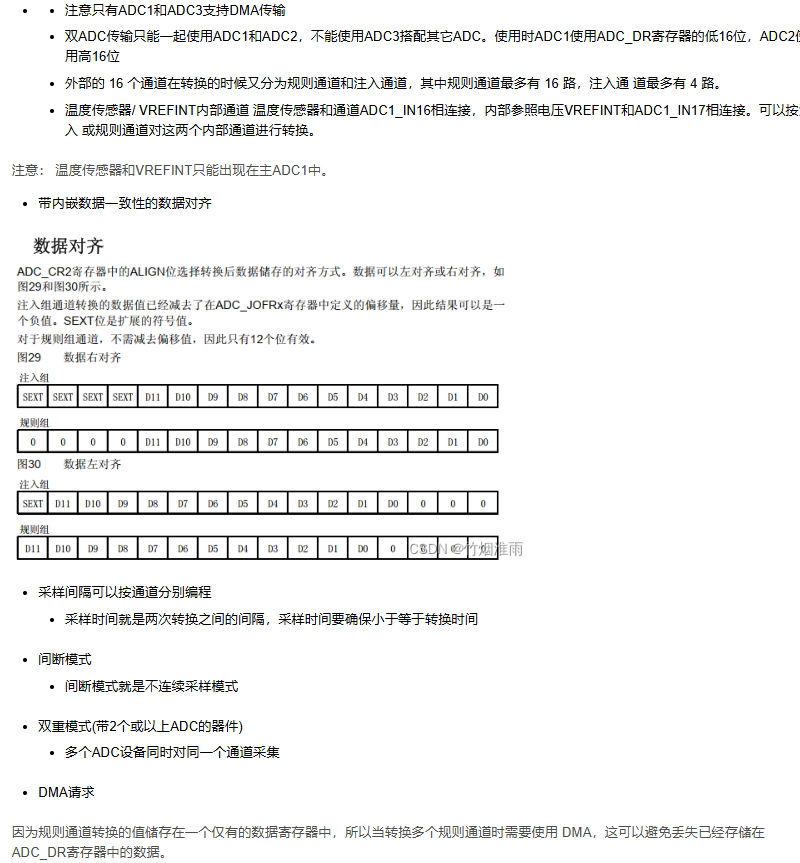 注意只有ADC1和ADC3支持DMA传输
双ADC传输只能一起使用ADC1和ADC2，不能使用ADC3搭配其它ADC。使用时ADC1使用ADC_DR寄存器的低16位，ADC2
用高16位
外部的 16 个通道在转换的时候又分为规则通道和注入通道，其中规则通道最多有 16 路，注入通 道最多有 4 路。
温度传感器/ VREFINT内部通道 温度传感器和通道ADC1_IN16相连接，内部参照电压VREFINT和ADC1_IN17相连接。可以按
入 或规则通道对这两个内部通道进行转换。
注意： 温度传感器和VREFINT只能出现在主ADC1中。
带内嵌数据一致性的数据对齐
数据对齐
ADC_CR2寄存器中的ALIGN位选择转换后数据储存的对齐方式。数据可以左对齐或右对齐，如
图29和图30所示。
注入组通道转换的数据值已经减去了在ADC_JOFRx寄存器中定义的偏移量，因此结果可以是一
个负值。SEXT位是扩展的符号值。
对于规则组通道，不需减去偏移值，因此只有12个位有效。
图29 数据右对齐
注入组
SEXT SEXT SEXT SEXT D11 D10 D9 D8 D7 D6 D5 D4 D3 D2 D1 D0
规则组
0 0 0 0 D11 D10 D9 D8 D7 D6 D5 D4 D3 D2 D1 D0
图30 数据左对齐
注入组
SEXT D11 D10 D9 D8 D7 D6 D5 D4 D3 D2 D1 D0 0 0 0
规则组
D11 D10 D9 D8 D7 D6 D5 D4 D3 D2 D1 D0 0 0 0 0
CSDN @竹烟淮雨
采样间隔可以按通道分别编程
采样时间就是两次转换之间的间隔，采样时间要确保小于等于转换时间
间断模式
间断模式就是不连续采样模式
双重模式(带2个或以上ADC的器件)
多个ADC设备同时对同一个通道采集
DMA请求
因为规则通道转换的值储存在一个仅有的数据寄存器中，所以当转换多个规则通道时需要使用 DMA，这可以避免丢失已经存储在
ADC_DR寄存器中的数据。